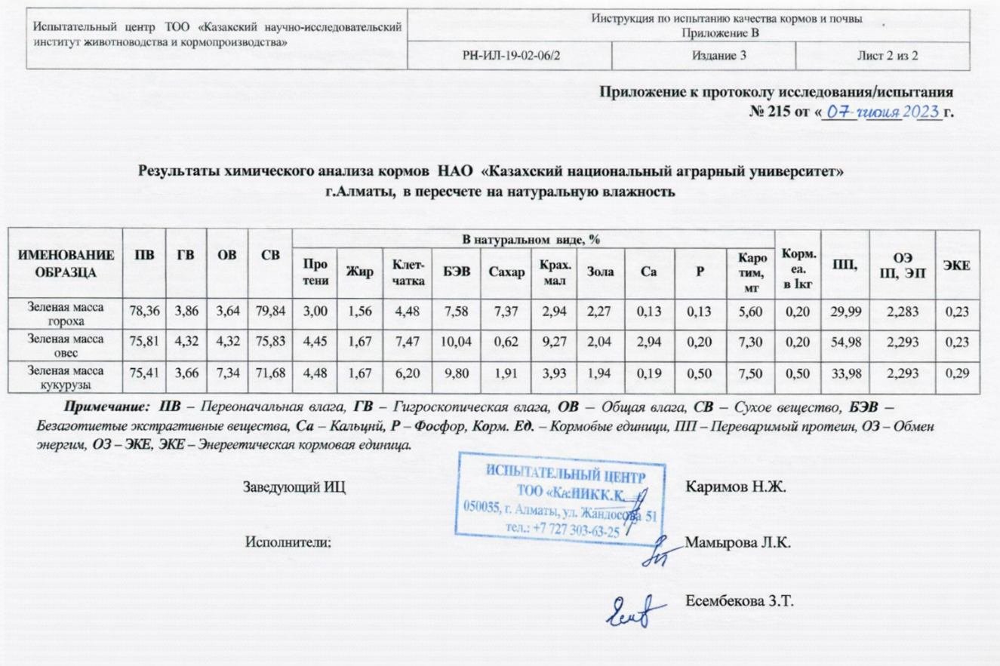 Испытательный центр ТОО «Казакский научно-исследовательский
институт животноводства и кормопроизводства»
Инструкция по испытанию качества кормов и почвы
Приложение В
РН-ИЛ-19-02-06/2 Издание 3 Лист 2 из 2
Приложение к протоколу исследования/испытания
№ 215 от « 07 июня 2023 г.
Результаты химического анализа кормов НАО «Казахский национальный аграрный университет»
г.Алматы, в пересчете на натуральную влажность
ИМЕНОВАНИЕ ОБРАЗЦА ПВ ГВ ОВ СВ В натуральном виде, % Корм. еа. в 1кг ПП, ОЭ ІП, ЭП ЭКЕ
Про тени Жир Клет-чатка БЭВ Сахар Крах. мал Зола Са Р Каро тим, мт
Зеленая масса гороха 78,36 3,86 3,64 79,84 3,00 1,56 4,48 7,58 7,37 2,94 2,27 0,13 0,13 5,60 0,20 29,99 2,283 0,23
Зеленая масса овес 75,81 4,32 4,32 75,83 4,45 1,67 7,47 10,04 0,62 9,27 2,04 2,94 0,20 7,30 0,20 54,98 2,293 0,23
Зеленая масса кукурузы 75,41 3,66 7,34 71,68 4,48 1,67 6,20 9,80 1,91 3,93 1,94 0,19 0,50 7,50 0,50 33,98 2,293 0,29
Примечание: ПВ – Переоначальная влага, ГВ – Гигроскопическая влага, ОВ – Общая влага, СВ – Сухое вещество, БЭВ –
Безаготиетые экстрагтивные вещества, Са – Кальций, Р – Фосфор, Корм. Ед. – Кормовые единици, ПП – Переваримый протеин, ОЗ – Обмен
энергим, ОЗ – ЭКЕ, ЭКЕ – Энереетическая кормовая единица.
Заведующий ИЦ
ИСПЫТАТЕЛЬНЫЙ ЦЕНТР
ТОО «Ка:НИКК.К.
050035, г. Алматы, ул. Жандосова 51
тел.: +7 727 303-63-25
Каримов Н.Ж.
Исполнители:
Мамырова Л.К.
Есембекова З.Т.